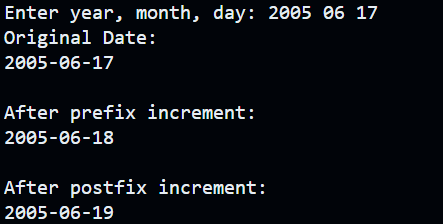 Enter year, month, day: 2005 06 17
Original Date:
2005-06-17
After prefix increment:
2005-06-18
After postfix increment:
2005-06-19